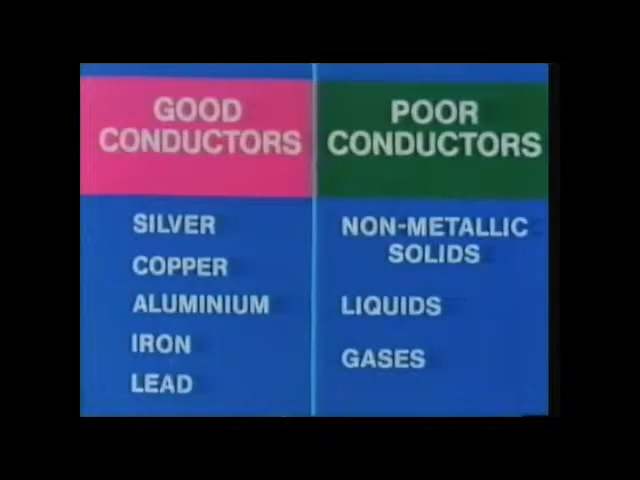 GOOD
CONDUCTORS
SILVER
COPPER
ALUMINIUM
IRON
LEAD
POOR
CONDUCTORS
NON-METALLIC
SOLIDS
LIQUIDS
GASES